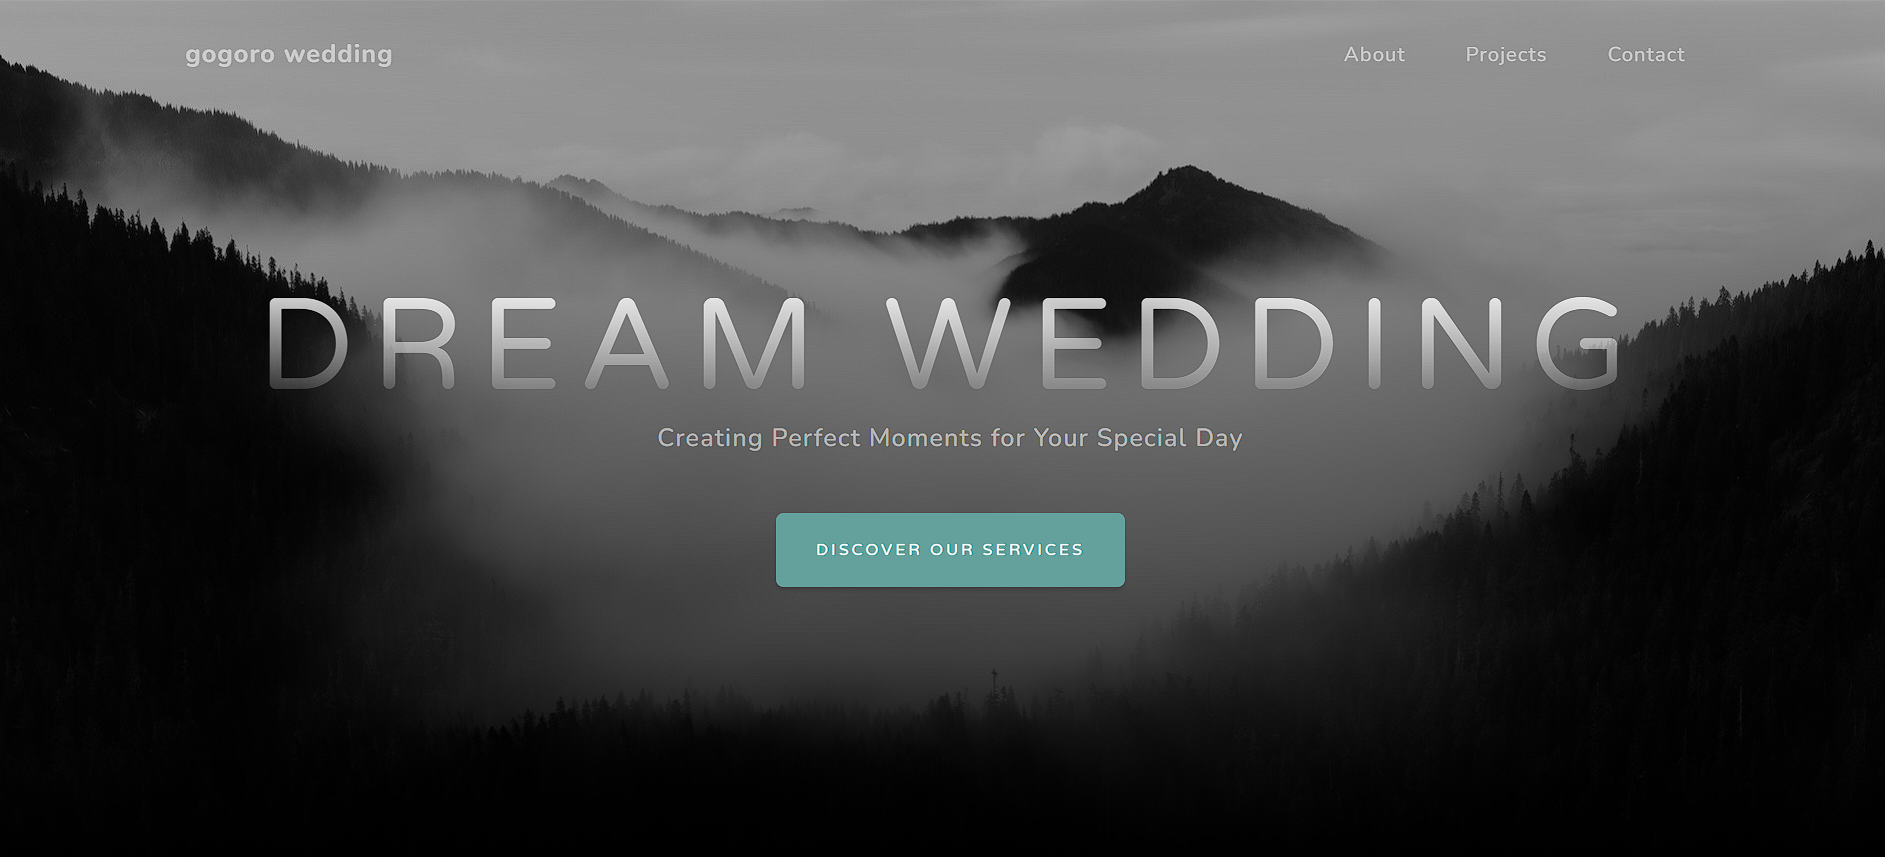 gogoro wedding
About Projects Contact
DREAM WEDDING
Creating Perfect Moments for Your Special Day
DISCOVER OUR SERVICES